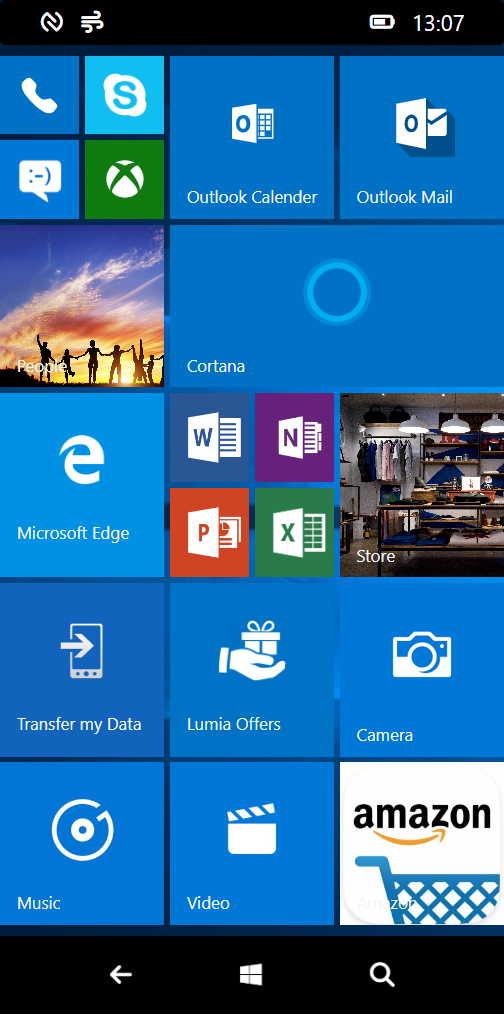 13:07
S
:-)
O
Outlook Calender
O
Outlook Mail
People
Cortana
Microsoft Edge
W
N
P
X
Store
Transfer my Data
Lumia Offers
Camera
Music
Video
amazon
Amazon